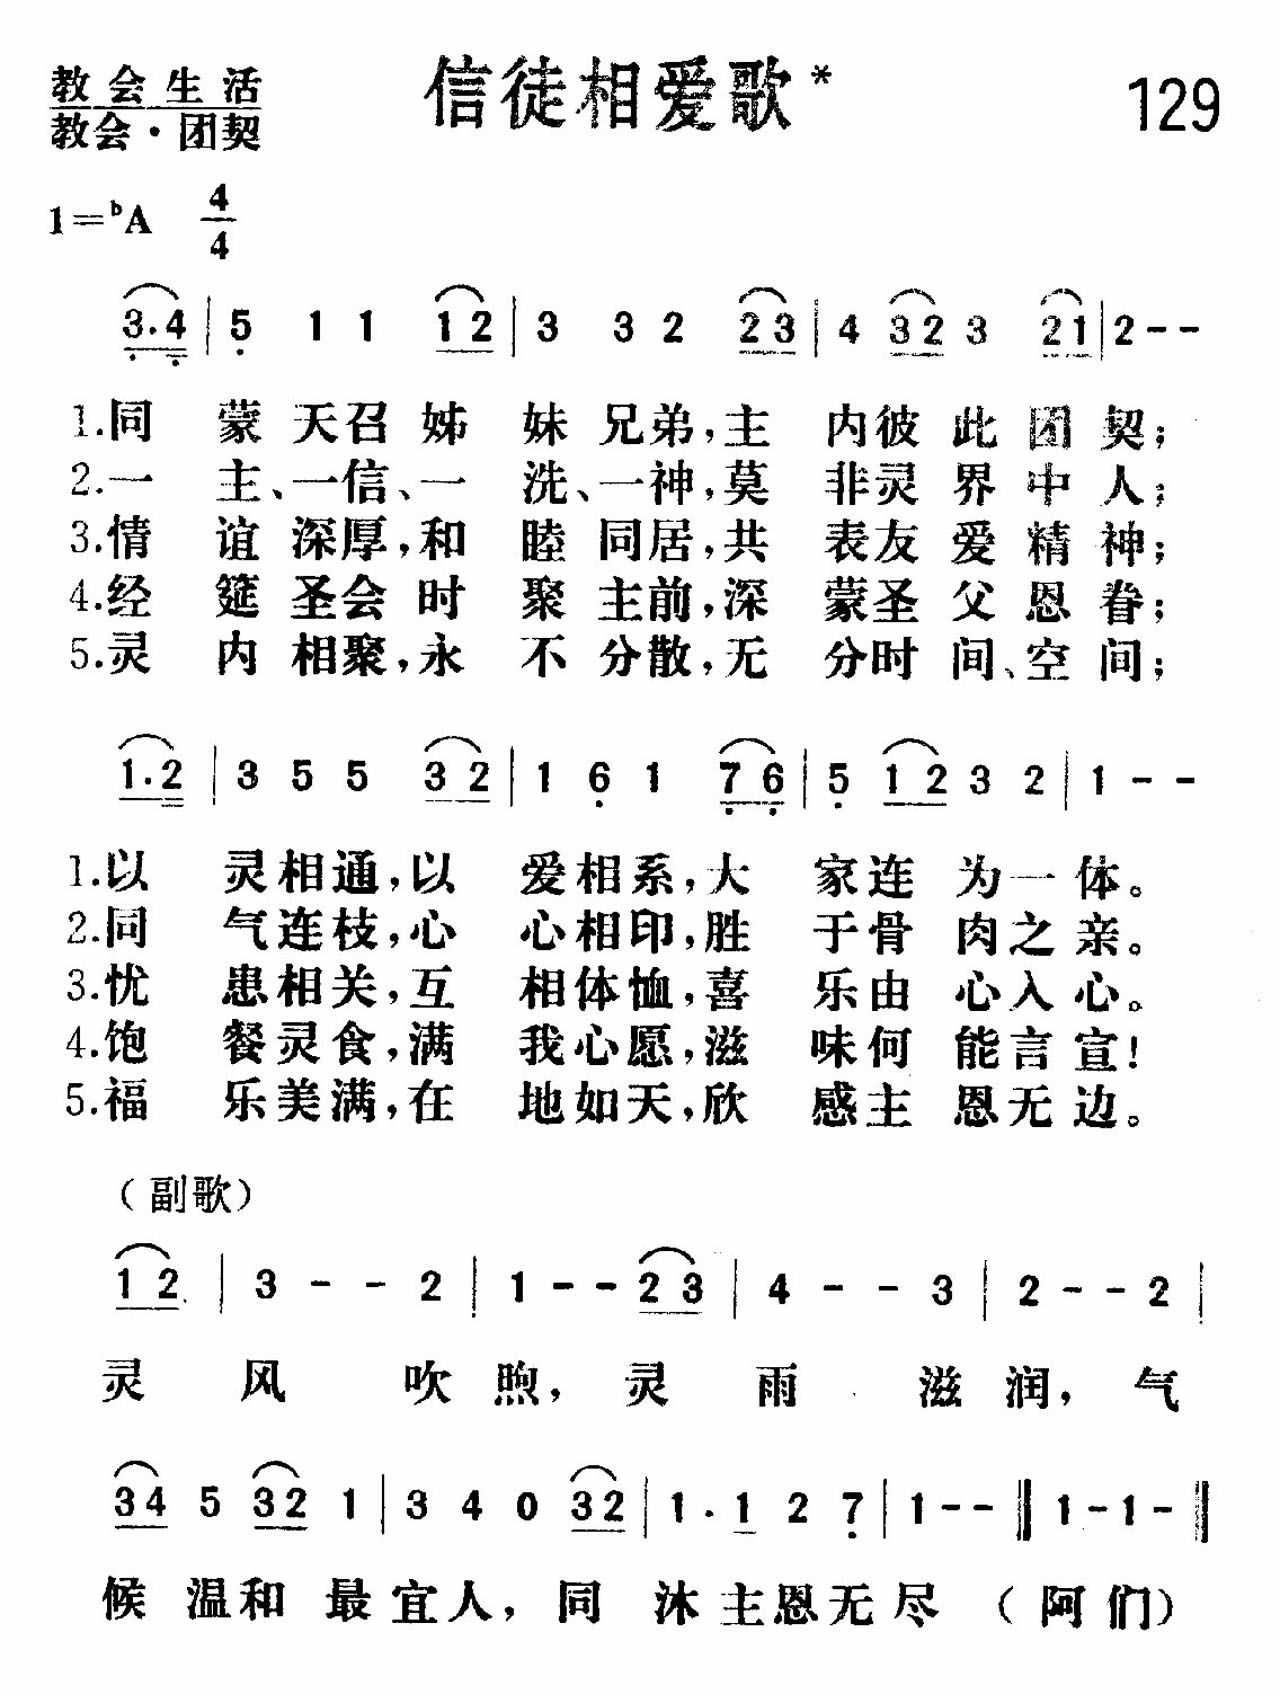 教会生活
教会·团契
信徒相爱歌*
129
1=ᵇA 4/4
3.4 | 5 1 1 1 2 | 3 3 2 2 3 | 4 3 2 3 2 1 | 2 - -
1.同蒙天召姊妹兄弟,主内彼此团契;
2.一主、一信、一洗、一神,莫非灵界中人;
3.情谊深厚,和睦同居,共表友爱精神;
4.经筵圣会时聚主前,深蒙圣父恩眷;
5.灵内相聚,永不分散,无分时间、空间;
1.2 | 3 5 5 3 2 | 1 6 1 7 6 | 5 1 2 3 2 | 1 - -
1.以灵相通,以爱相系,大家连为一体。
2.同气连枝,心心相印,胜于骨肉之亲。
3.忧患相关,互相体恤,喜乐由心入心。
4.饱餐灵食,满我心愿,滋味何能言宣!
5.福乐美满,在地如天,欣感主恩无边。
(副歌)
1 2 | 3 - - 2 | 1 - - 2 3 | 4 - - 3 | 2 - - 2 |
灵风吹煦,灵雨滋润,气
3 4 5 3 2 1 | 3 4 0 3 2 | 1 . 1 2 7 | 1 - - ‖ 1 - 1 - ‖
候温和最宜人,同沐主恩无尽(阿们)